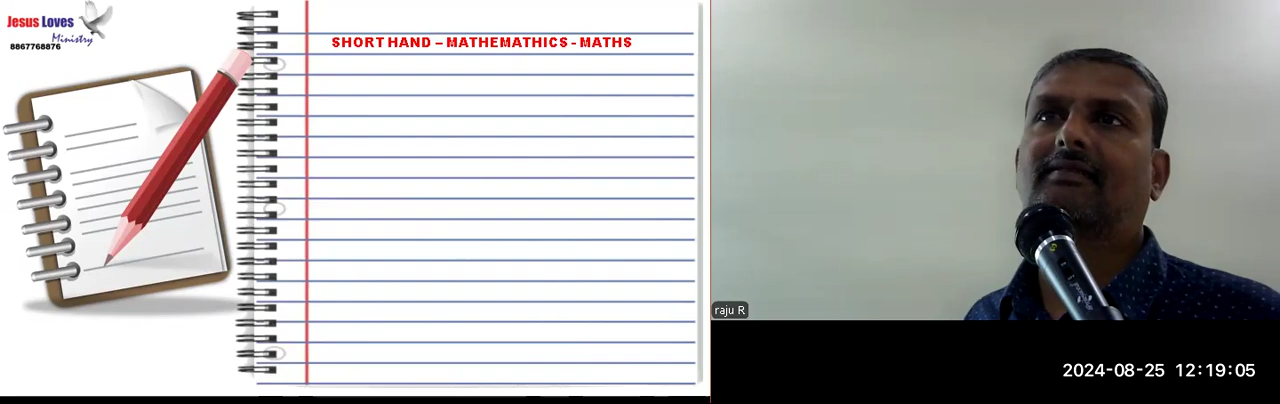 Jesus Loves
Ministry
8867768876
SHORT HAND – MATHEMATHICS - MATHS
raju R
2024-08-25 12:19:05